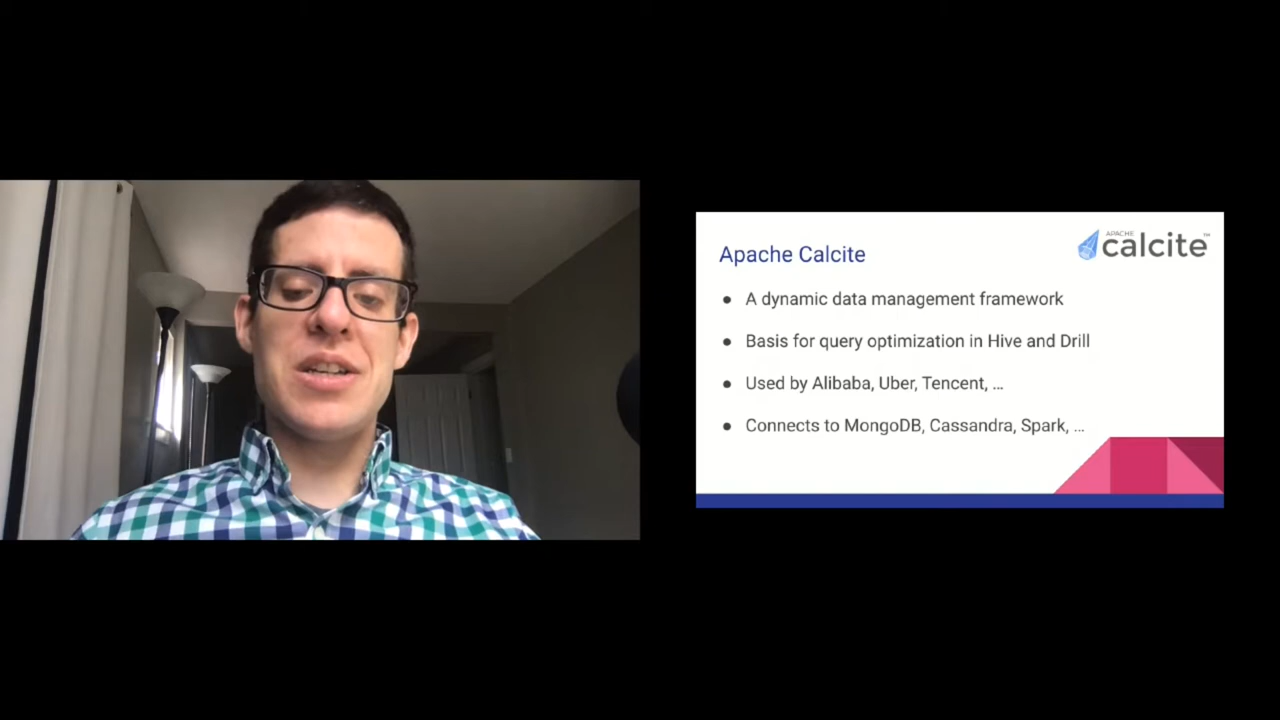 Apache Calcite
APACHE
calcite™
● A dynamic data management framework
● Basis for query optimization in Hive and Drill
● Used by Alibaba, Uber, Tencent, …
● Connects to MongoDB, Cassandra, Spark, …